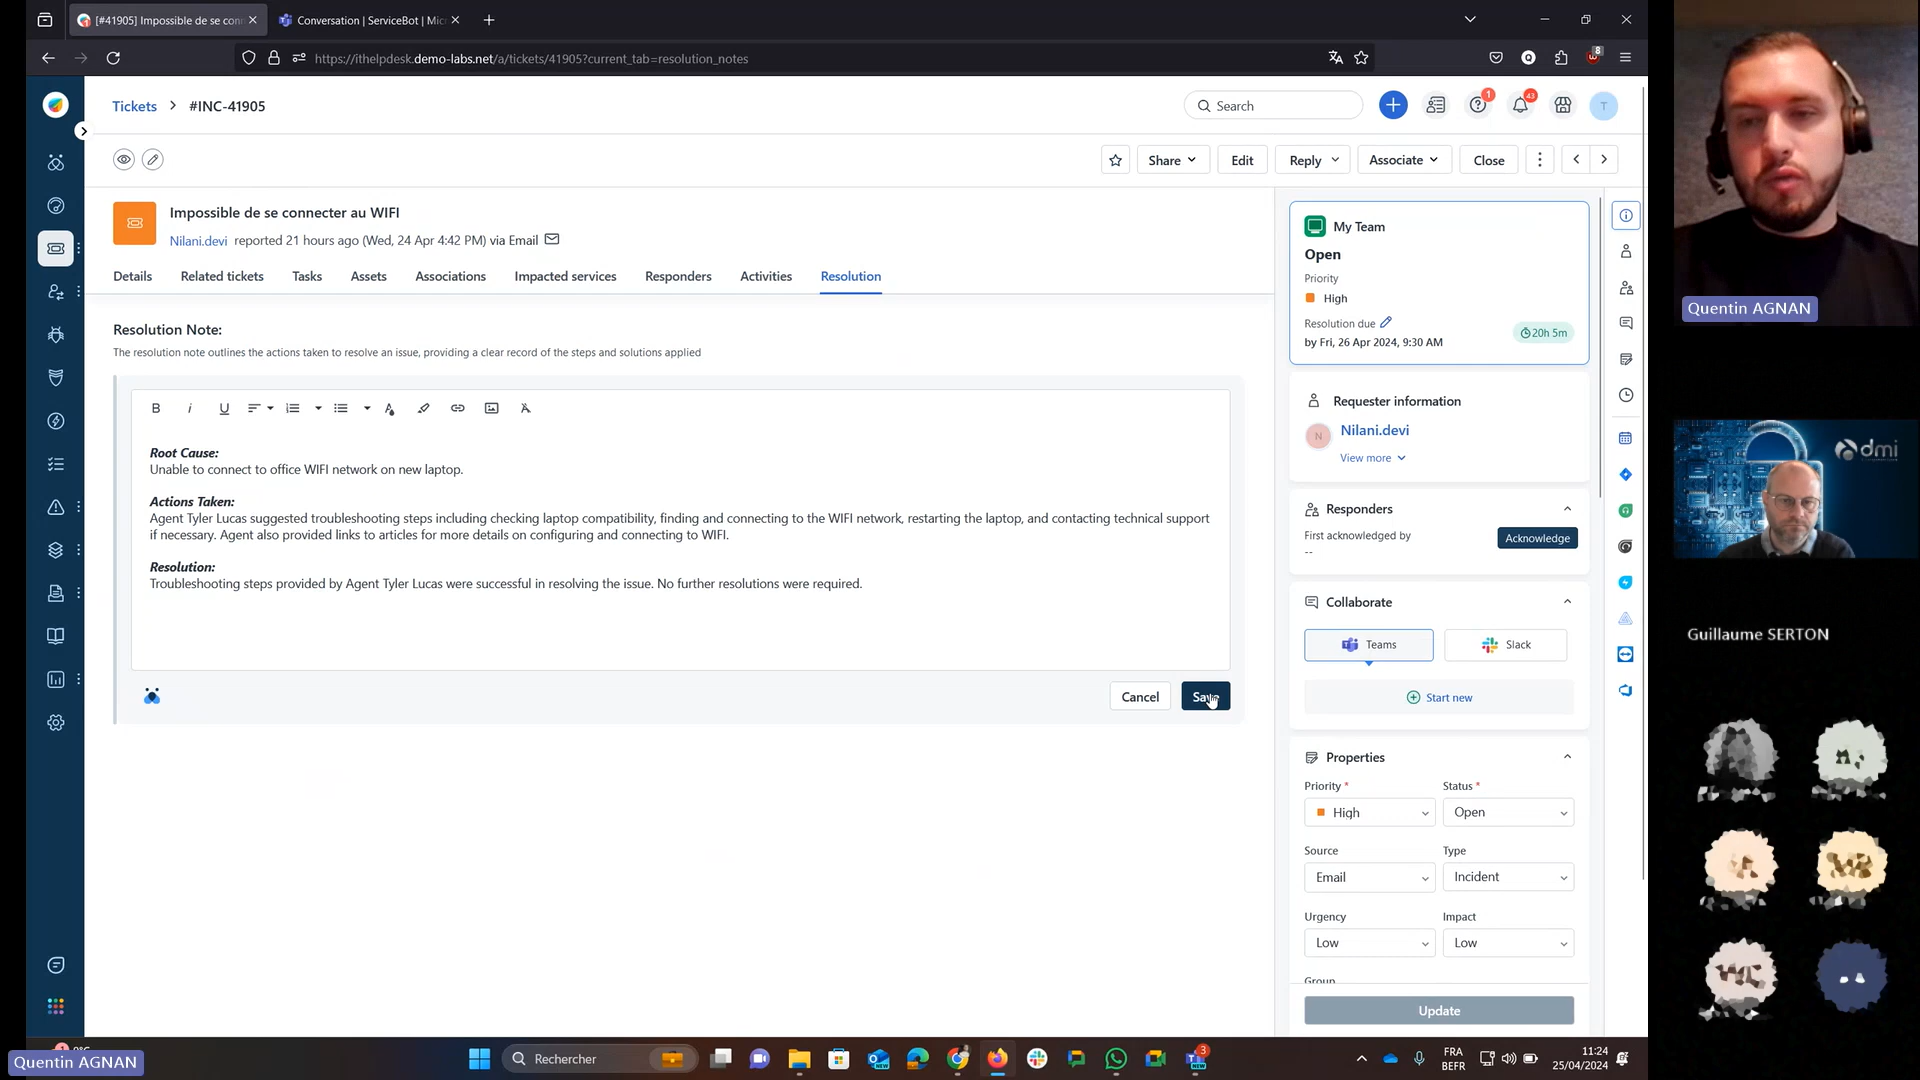 [#41905] Impossible de se con
Conversation | ServiceBot | Mic
https://ithelpdesk.demo-labs.net/a/tickets/41905?current_tab=resolution_notes
8
Tickets > #INC-41905
Search
1
43
T
Share
Edit
Reply
Associate
Close
Impossible de se connecter au WIFI
Nilani.devi reported 21 hours ago (Wed, 24 Apr 4:42 PM) via Email
Details
Related tickets
Tasks
Assets
Associations
Impacted services
Responders
Activities
Resolution
Resolution Note:
The resolution note outlines the actions taken to resolve an issue, providing a clear record of the steps and solutions applied
B
i
U
A
Root Cause:
Unable to connect to office WIFI network on new laptop.
Actions Taken:
Agent Tyler Lucas suggested troubleshooting steps including checking laptop compatibility, finding and connecting to the WIFI network, restarting the laptop, and contacting technical support
if necessary. Agent also provided links to articles for more details on configuring and connecting to WIFI.
Resolution:
Troubleshooting steps provided by Agent Tyler Lucas were successful in resolving the issue. No further resolutions were required.
Cancel
Save
My Team
Open
Priority
High
Resolution due
by Fri, 26 Apr 2024, 9:30 AM
20h 5m
Requester information
N
Nilani.devi
View more
Responders
First acknowledged by
--
Acknowledge
Collaborate
Teams
Slack
Start new
Properties
Priority *
Status *
High
Open
Source
Type
Email
Incident
Urgency
Impact
Low
Low
Group
Update
Quentin AGNAN
dmi
Guillaume SERTON
Quentin AGNAN
Rechercher
3
FRA
BEFR
11:24
25/04/2024